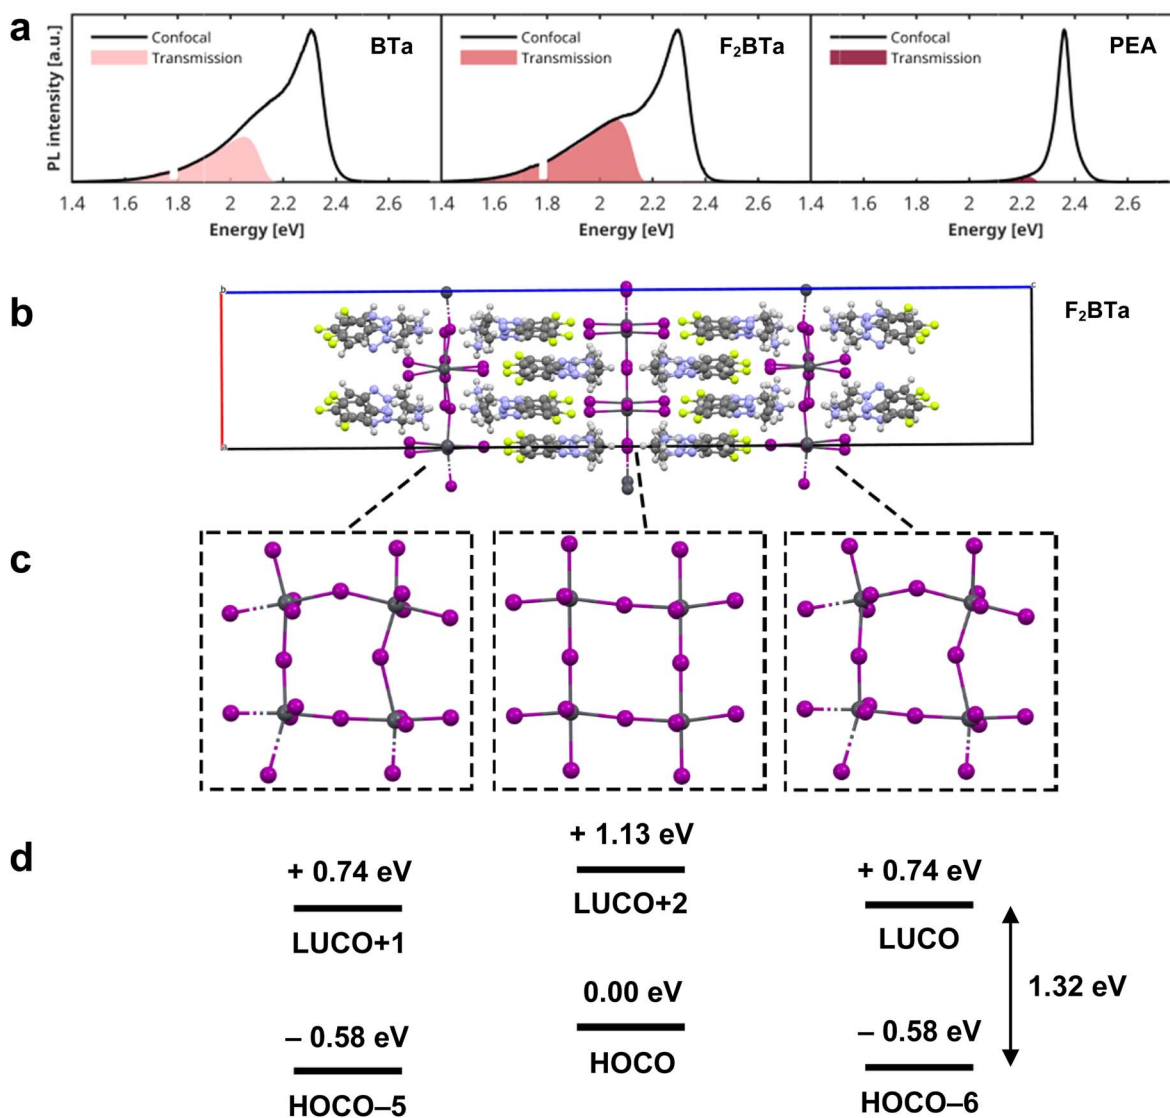 a
PL intensity [a.u.]
Confocal
Transmission
BTa
Confocal
Transmission
F₂BTa
Confocal
Transmission
PEA
1.4 1.6 1.8 2 2.2 2.4 2.6
1.4 1.6 1.8 2 2.2 2.4 2.6
1.4 1.6 1.8 2 2.2 2.4 2.6
Energy [eV]
Energy [eV]
Energy [eV]
b
b
c
F₂BTa
c
d
+ 0.74 eV
LUCO+1
+ 1.13 eV
LUCO+2
+ 0.74 eV
LUCO
1.32 eV
– 0.58 eV
HOCO–5
0.00 eV
HOCO
– 0.58 eV
HOCO–6